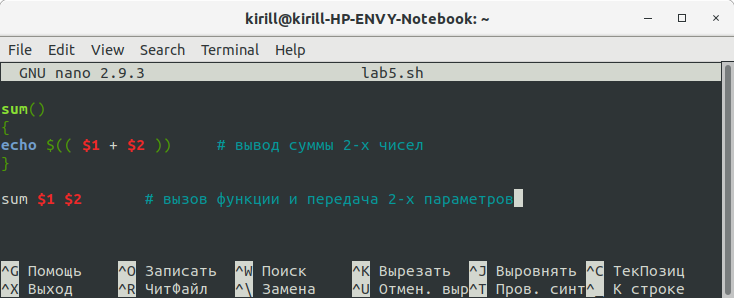 kirill@kirill-HP-ENVY-Notebook: ~
File Edit View Search Terminal Help
GNU nano 2.9.3 lab5.sh
sum()
{
echo $(( $1 + $2 )) # вывод суммы 2-х чисел
}
sum $1 $2 # вызов функции и передача 2-х параметров
^G Помощь ^O Записать ^W Поиск ^K Вырезать ^J Выровнять ^C ТекПозиц
^X Выход ^R ЧитФайл ^\ Замена ^U Отмен. выр ^T Пров. синт ^_ К строке